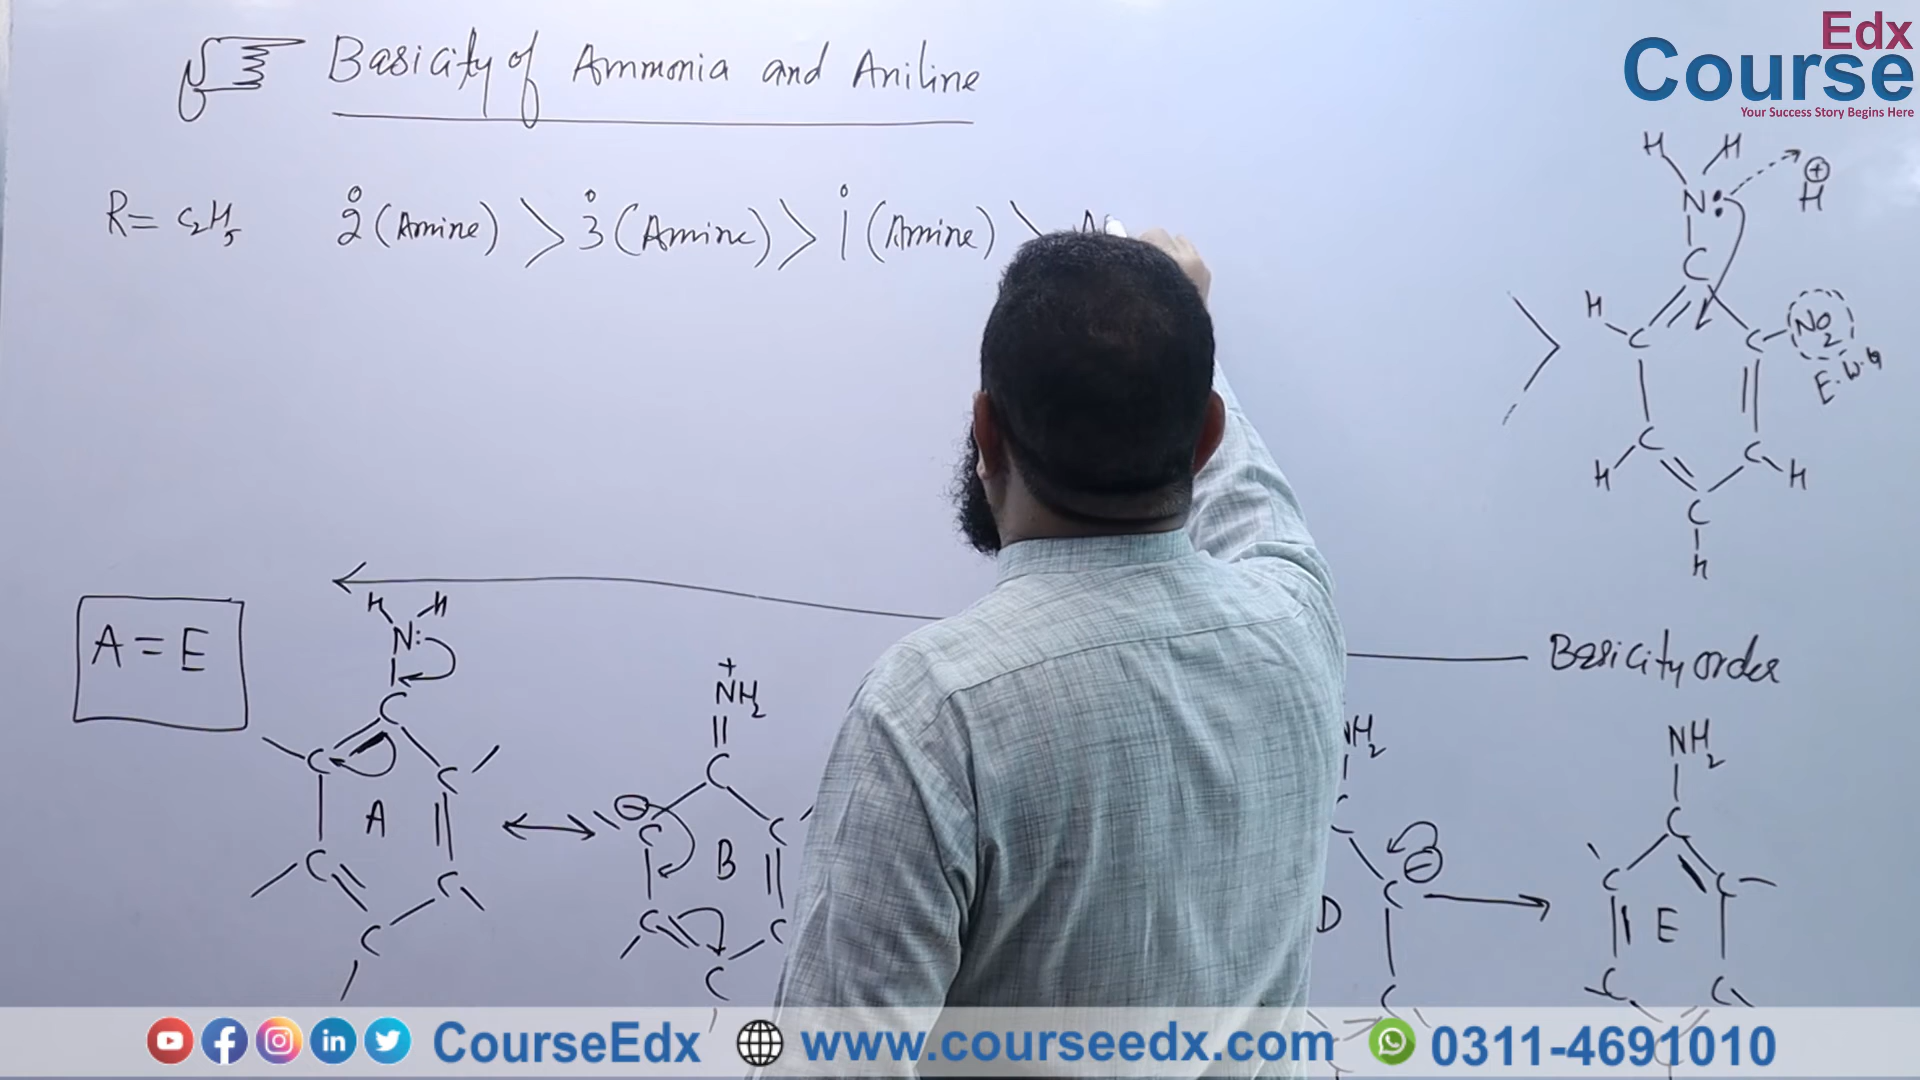 Basicity of Ammonia and Aniline
Edx
Course
Your Success Story Begins Here
R = C2H5 2° (Amine) > 3° (Amine) > 1° (Amine) >
H H
N:
⊕
H
C
H C C NO2
E.W.G
H C C H
C
H
A = E
Basicity order
H H
N:
C
C C
A
C C
C
+
NH2
C
⊖
C C
B
C C
C
NH2
C
C ⊖
D
C
NH2
C
C C
E
C C
CourseEdx www.courseedx.com 0311-4691010